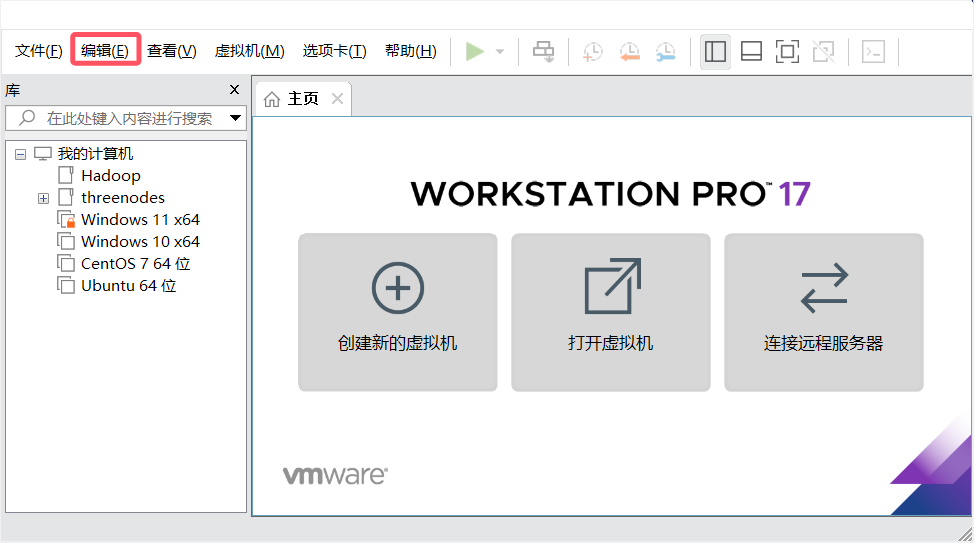 文件(F) 编辑(E) 查看(V) 虚拟机(M) 选项卡(T) 帮助(H)
库
在此处键入内容进行搜索
我的计算机
Hadoop
threenodes
Windows 11 x64
Windows 10 x64
CentOS 7 64 位
Ubuntu 64 位
主页
WORKSTATION PRO™ 17
创建新的虚拟机
打开虚拟机
连接远程服务器
vmware®